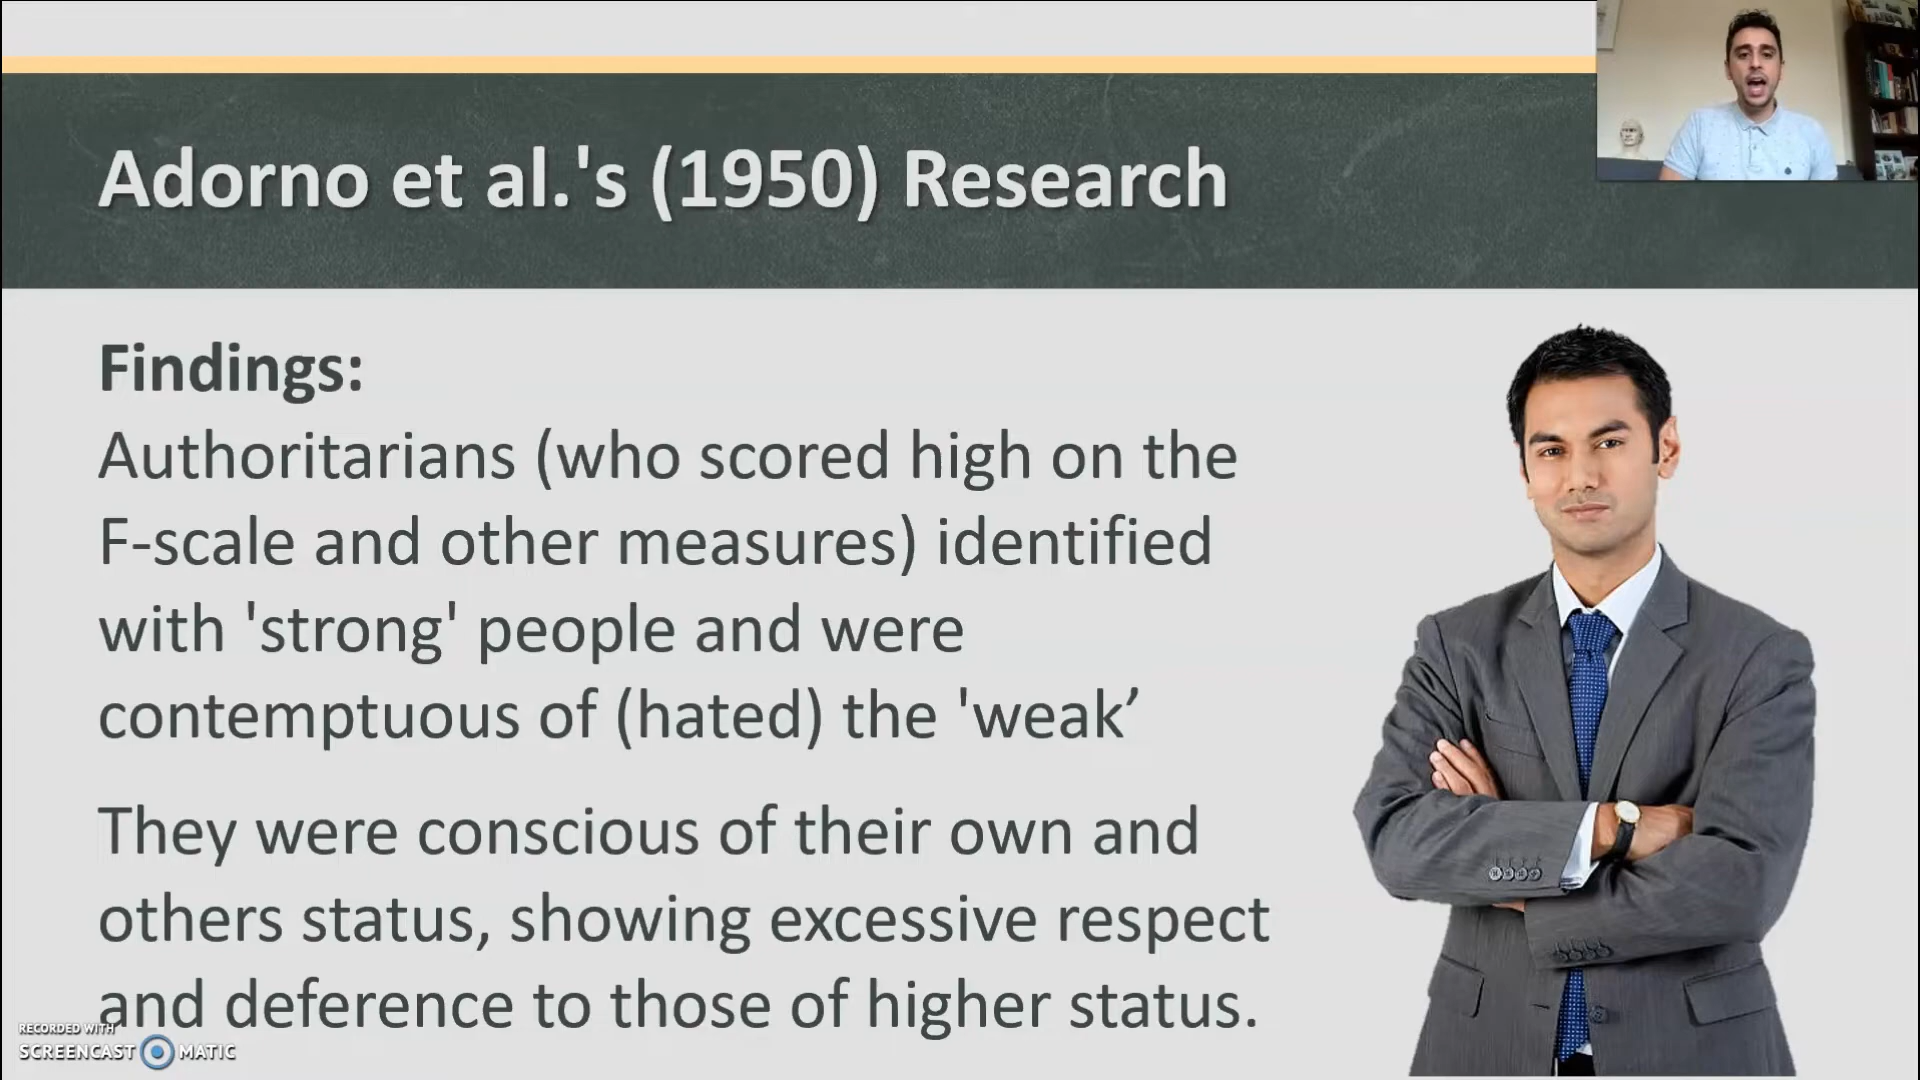 Adorno et al.'s (1950) Research
Findings:
Authoritarians (who scored high on the
F-scale and other measures) identified
with 'strong' people and were
contemptuous of (hated) the 'weak’
They were conscious of their own and
others status, showing excessive respect
and deference to those of higher status.
RECORDED WITH
SCREENCAST MATIC